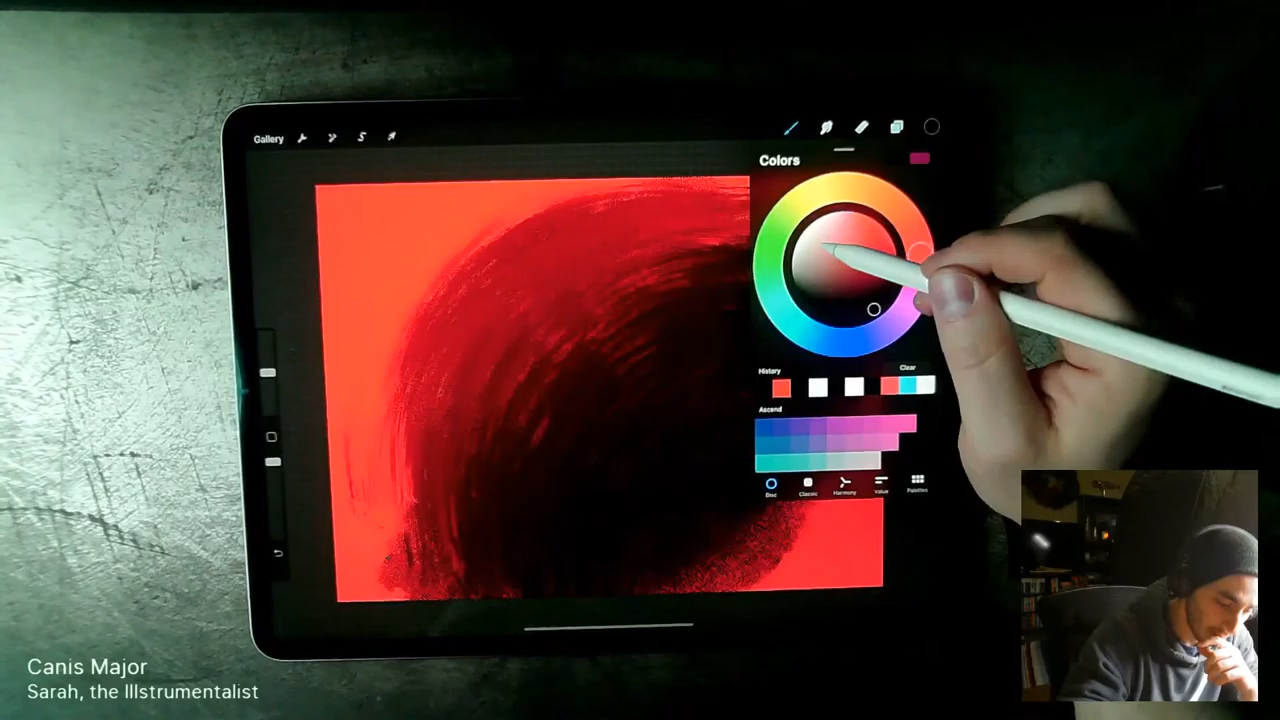 Gallery
Colors
History
Clear
Ascend
Disc
Classic
Harmony
Value
Palettes
Canis Major
Sarah, the Illstrumentalist